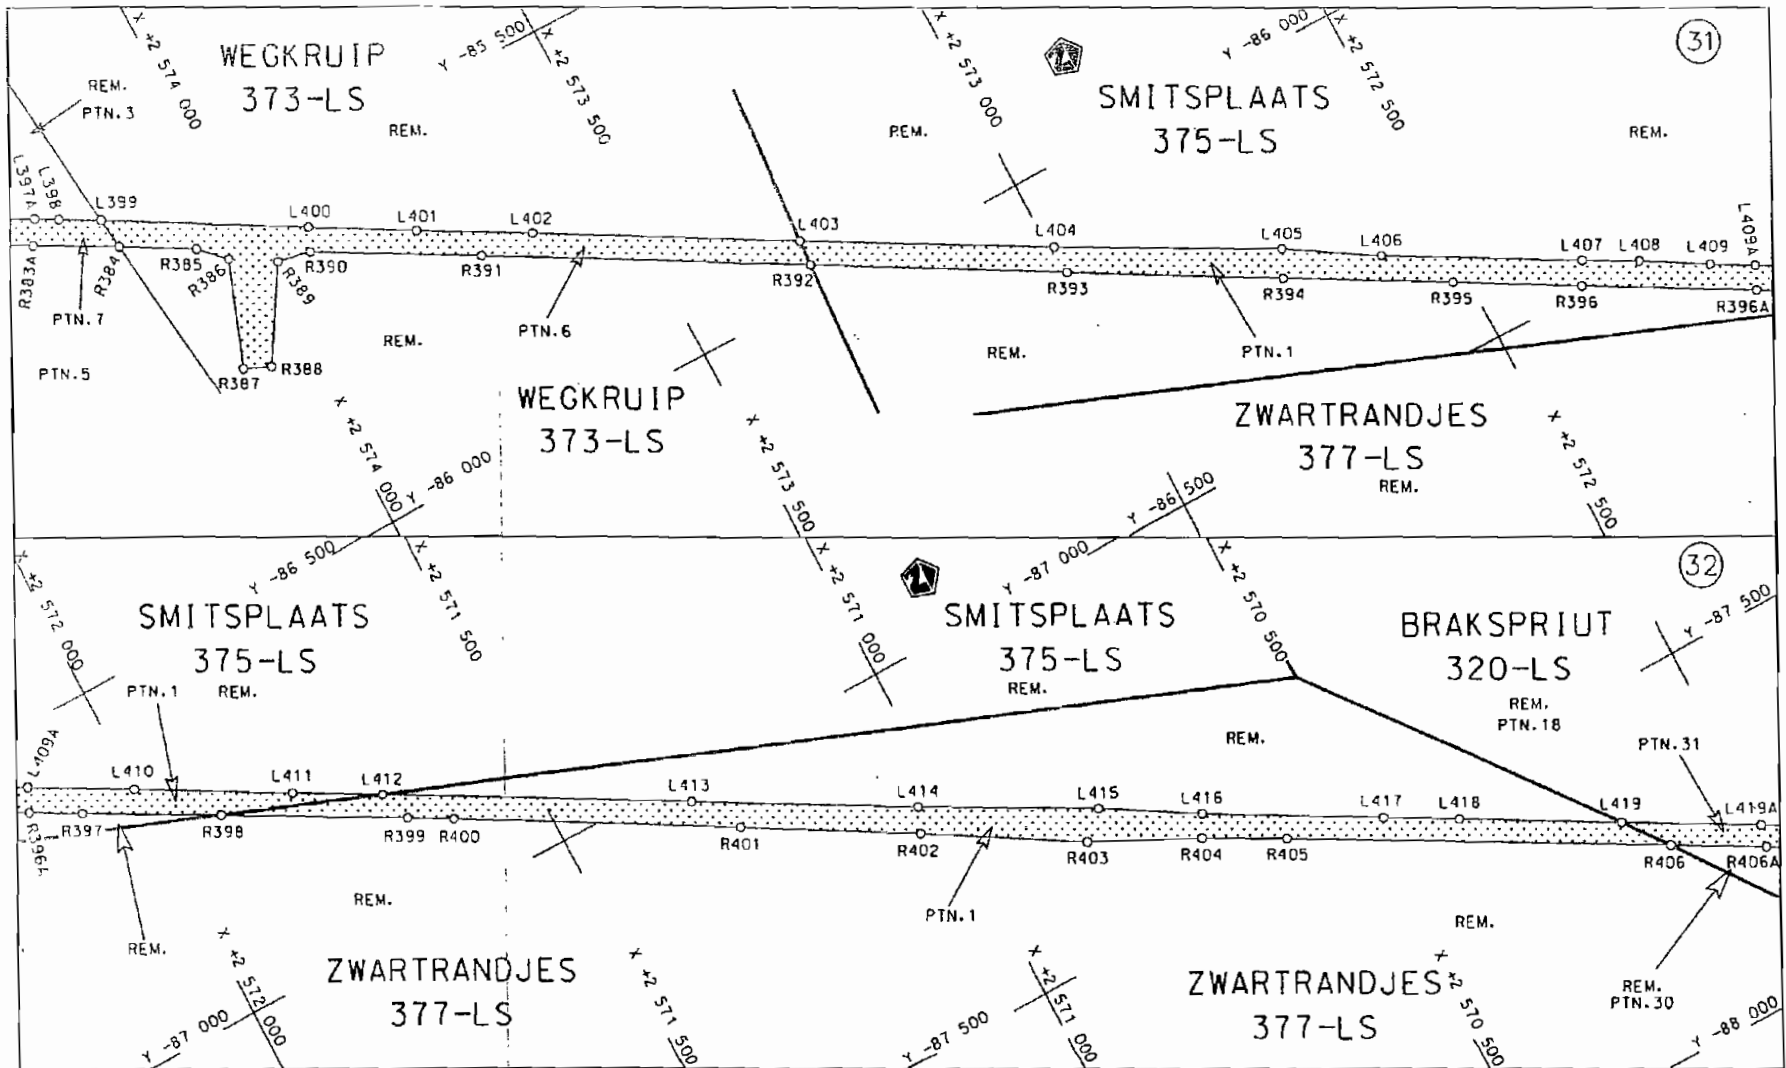 X +2 574 000
WEGKRUIP
373-LS
REM.
Y -85 500
X +2 573 500
X +2 573 000
REM.
Y -86 000
X +2 572 500
SMITSPLAATS
375-LS
REM.
31
REM.
PTN.3
L397A
L398
L399
L400
L401
L402
L403
L404
L405
L406
L407
L408
L409
L409A
R383A
R384
R385
R386
R387
R388
R389
R390
R391
R392
R393
R394
R395
R396
R396A
PTN.7
PTN.5
REM.
PTN.6
REM.
PTN.1
WEGKRUIP
373-LS
ZWARTRANDJES
377-LS
REM.
X +2 574 000
Y -86 000
X +2 573 500
Y -86 500
X +2 572 500
X +2 572 000
Y -86 500
X +2 571 500
X +2 571 000
Y -87 000
X +2 570 500
Y -87 500
32
SMITSPLAATS
375-LS
REM.
PTN.1
SMITSPLAATS
375-LS
REM.
BRAKSPRIUT
320-LS
REM.
PTN.18
REM.
PTN.31
L409A
L410
L411
L412
L413
L414
L415
L416
L417
L418
L419
L419A
R396A
R397
R398
R399
R400
R401
R402
R403
R404
R405
R406
R406A
REM.
REM.
PTN.1
REM.
REM.
PTN.30
ZWARTRANDJES
377-LS
ZWARTRANDJES
377-LS
Y -87 000
X +2 572 000
X +2 571 500
Y -87 500
X +2 571 000
X +2 570 500
Y -88 000